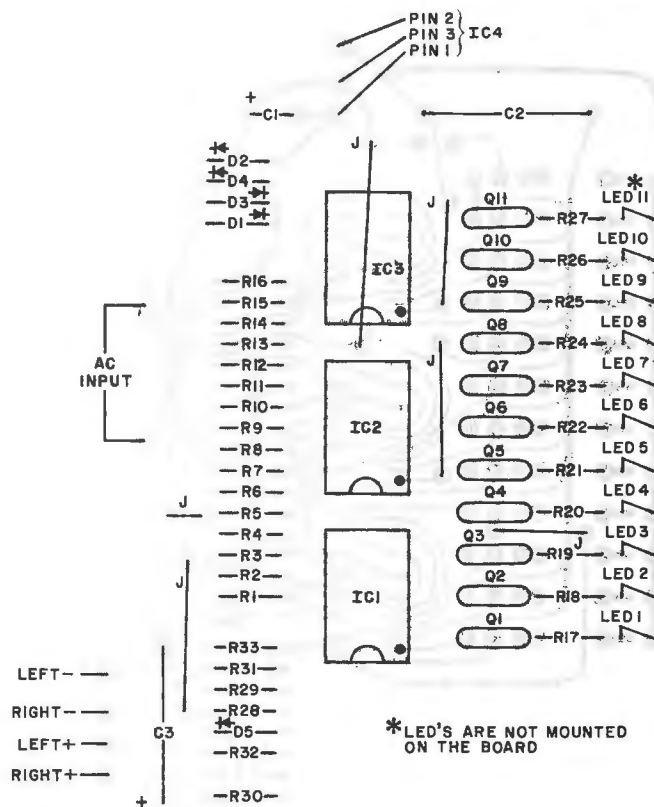 PIN 2
PIN 3 IC4
PIN 1
+
C1
C2
J
D2
D4
D3
D1
IC3
J
Q11
R27
LED 11
*
Q10
R26
LED 10
Q9
R25
LED 9
R16
R15
R14
R13
R12
R11
R10
R9
R8
R7
R6
R5
R4
R3
R2
R1
AC
INPUT
J
Q8
R24
LED 8
Q7
R23
LED 7
IC2
Q6
R22
LED 6
Q5
R21
LED 5
Q4
R20
LED 4
J
J
Q3
R19
J
LED 3
IC1
Q2
R18
LED 2
Q1
R17
LED 1
R33
R31
R29
R28
D5
R32
R30
LEFT-
RIGHT-
LEFT+
RIGHT+
C3
+
*LED'S ARE NOT MOUNTED
ON THE BOARD